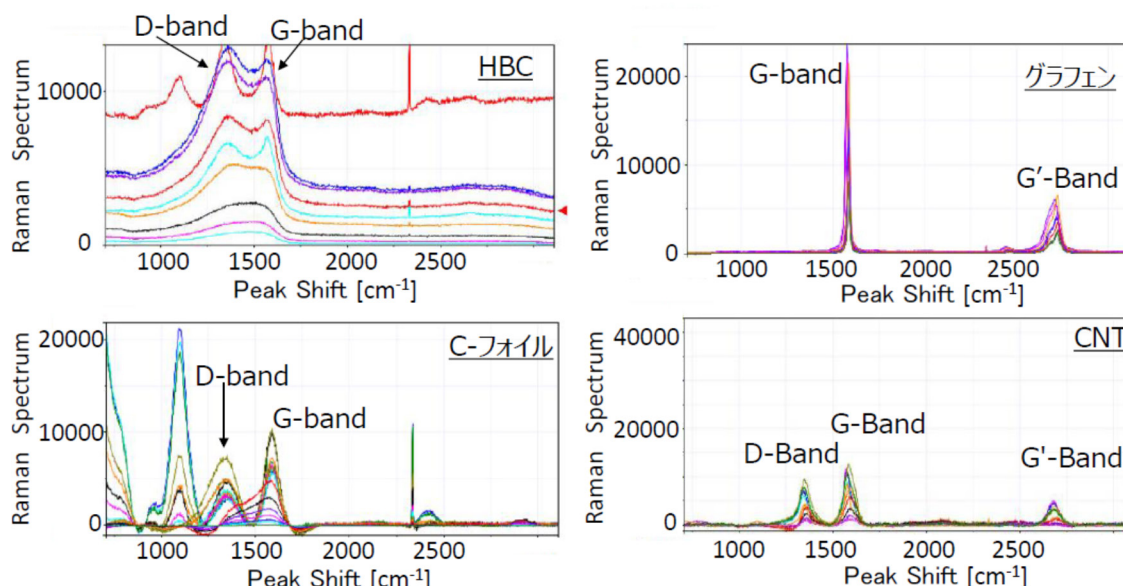 D-band
G-band
HBC
Raman Spectrum
10000
0
1000
1500
2000
2500
Peak Shift [cm⁻¹]
グラフェン
G-band
G′-Band
Raman Spectrum
20000
10000
0
1000
1500
2000
2500
Peak Shift [cm⁻¹]
C-フォイル
D-band
G-band
Raman Spectrum
20000
10000
0
1000
1500
2000
2500
Peak Shift [cm⁻¹]
CNT
D-Band
G-Band
G'-Band
Raman Spectrum
40000
20000
0
1000
1500
2000
2500
Peak Shift [cm⁻¹]